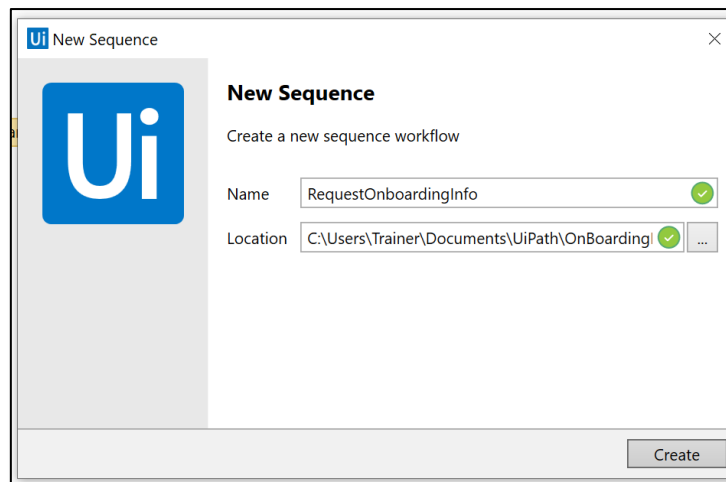 Ui New Sequence
Ui
New Sequence
Create a new sequence workflow
Name RequestOnboardingInfo
Location C:\Users\Trainer\Documents\UiPath\OnBoarding ...
Create